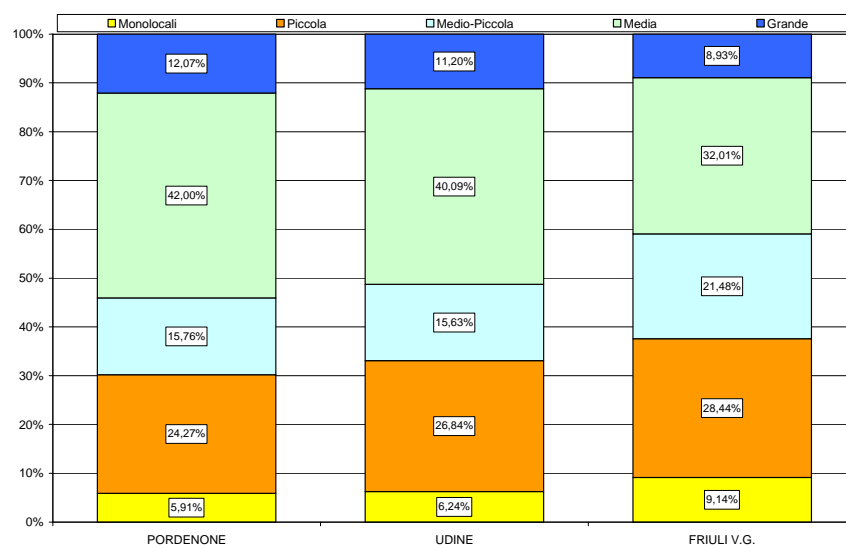 Monolocali Piccola Medio-Piccola Media Grande
100%
90%
80%
70%
60%
50%
40%
30%
20%
10%
0%
12,07% 11,20% 8,93%
42,00% 40,09% 32,01%
15,76% 15,63% 21,48%
24,27% 26,84% 28,44%
5,91% 6,24% 9,14%
PORDENONE UDINE FRIULI V.G.